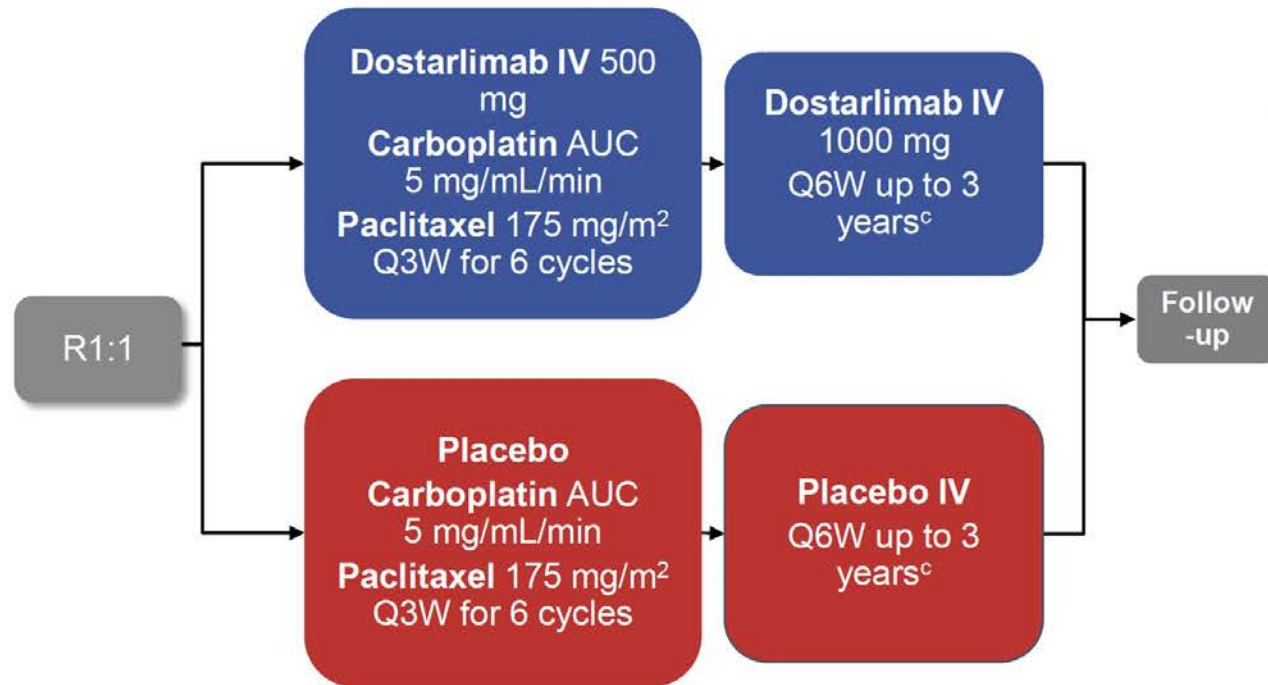 R1:1
Dostarlimab IV 500
mg
Carboplatin AUC
5 mg/mL/min
Paclitaxel 175 mg/m²
Q3W for 6 cycles
Dostarlimab IV
1000 mg
Q6W up to 3
yearsᶜ
Placebo
Carboplatin AUC
5 mg/mL/min
Paclitaxel 175 mg/m²
Q3W for 6 cycles
Placebo IV
Q6W up to 3
yearsᶜ
Follow
-up